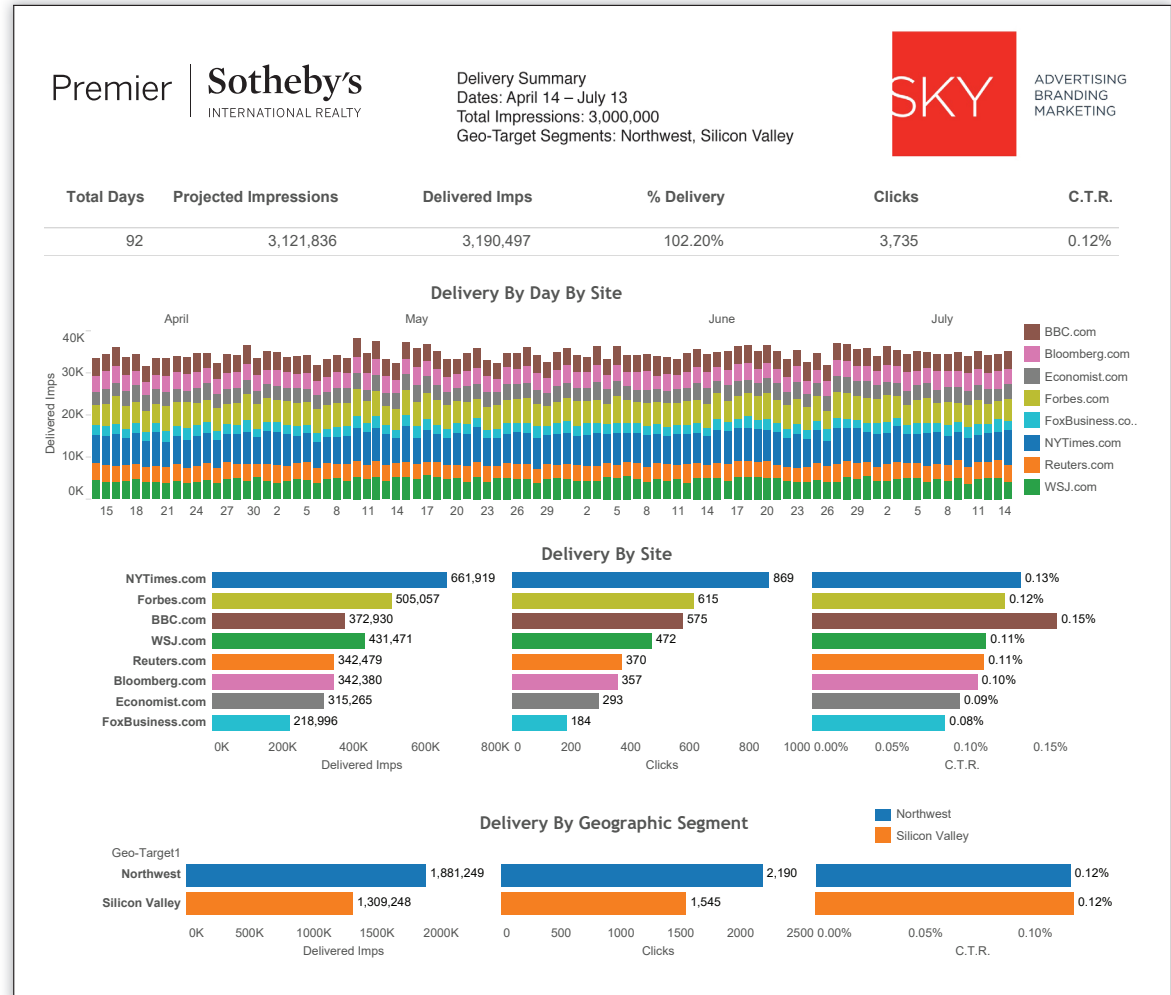 Premier
Sotheby's
INTERNATIONAL REALTY
Delivery Summary
Dates: April 14 – July 13
Total Impressions: 3,000,000
Geo-Target Segments: Northwest, Silicon Valley
SKY
ADVERTISING
BRANDING
MARKETING
Total Days Projected Impressions Delivered Imps % Delivery Clicks C.T.R.
92 3,121,836 3,190,497 102.20% 3,735 0.12%
Delivery By Day By Site
April May June July
40K
30K
20K
10K
0K
Delivered Imps
15 18 21 24 27 30 2 5 8 11 14 17 20 23 26 29 2 5 8 11 14 17 20 23 26 29 2 5 8 11 14
BBC.com
Bloomberg.com
Economist.com
Forbes.com
FoxBusiness.co..
NYTimes.com
Reuters.com
WSJ.com
Delivery By Site
NYTimes.com 661,919 869 0.13%
Forbes.com 505,057 615 0.12%
BBC.com 372,930 575 0.15%
WSJ.com 431,471 472 0.11%
Reuters.com 342,479 370 0.11%
Bloomberg.com 342,380 357 0.10%
Economist.com 315,265 293 0.09%
FoxBusiness.com 218,996 184 0.08%
0K 200K 400K 600K 800K 0 200 400 600 800 1000 0.00% 0.05% 0.10% 0.15%
Delivered Imps Clicks C.T.R.
Delivery By Geographic Segment
Northwest
Silicon Valley
Geo-Target1
Northwest 1,881,249 2,190 0.12%
Silicon Valley 1,309,248 1,545 0.12%
0K 500K 1000K 1500K 2000K 0 500 1000 1500 2000 2500 0.00% 0.05% 0.10%
Delivered Imps Clicks C.T.R.